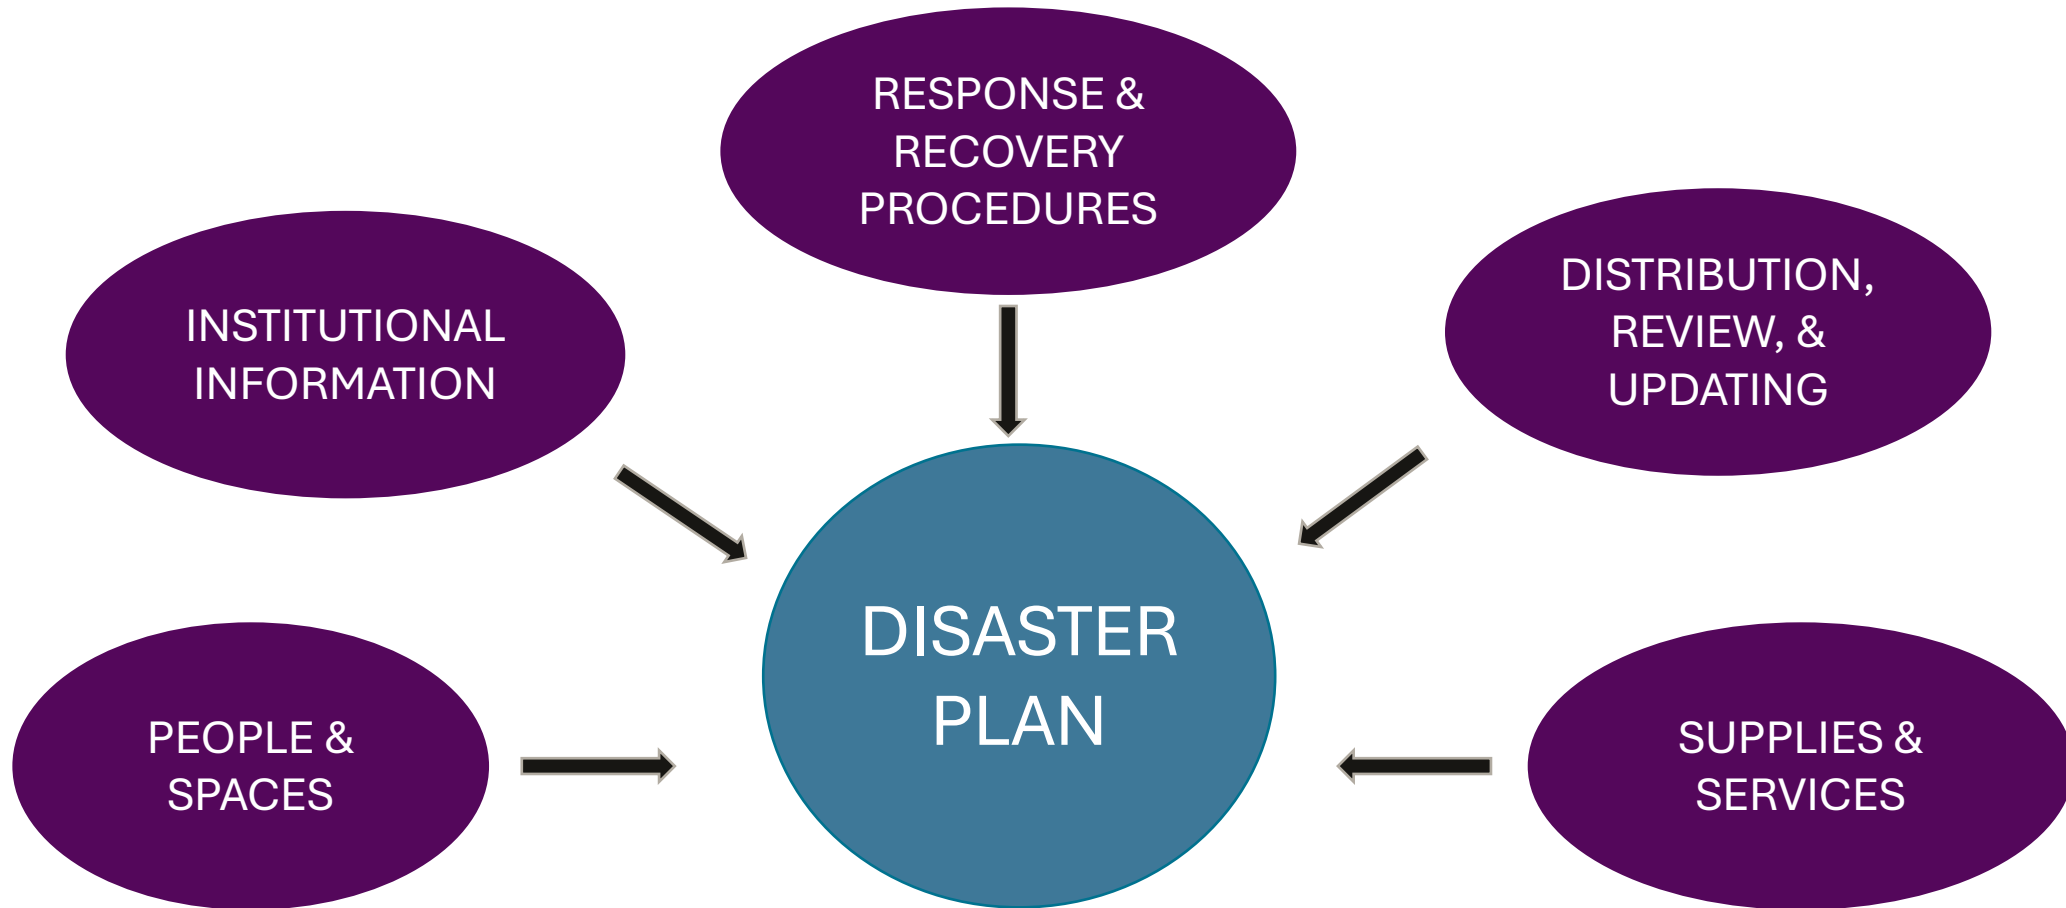 RESPONSE &
RECOVERY
PROCEDURES
INSTITUTIONAL
INFORMATION
DISTRIBUTION,
REVIEW, &
UPDATING
DISASTER
PLAN
PEOPLE &
SPACES
SUPPLIES &
SERVICES